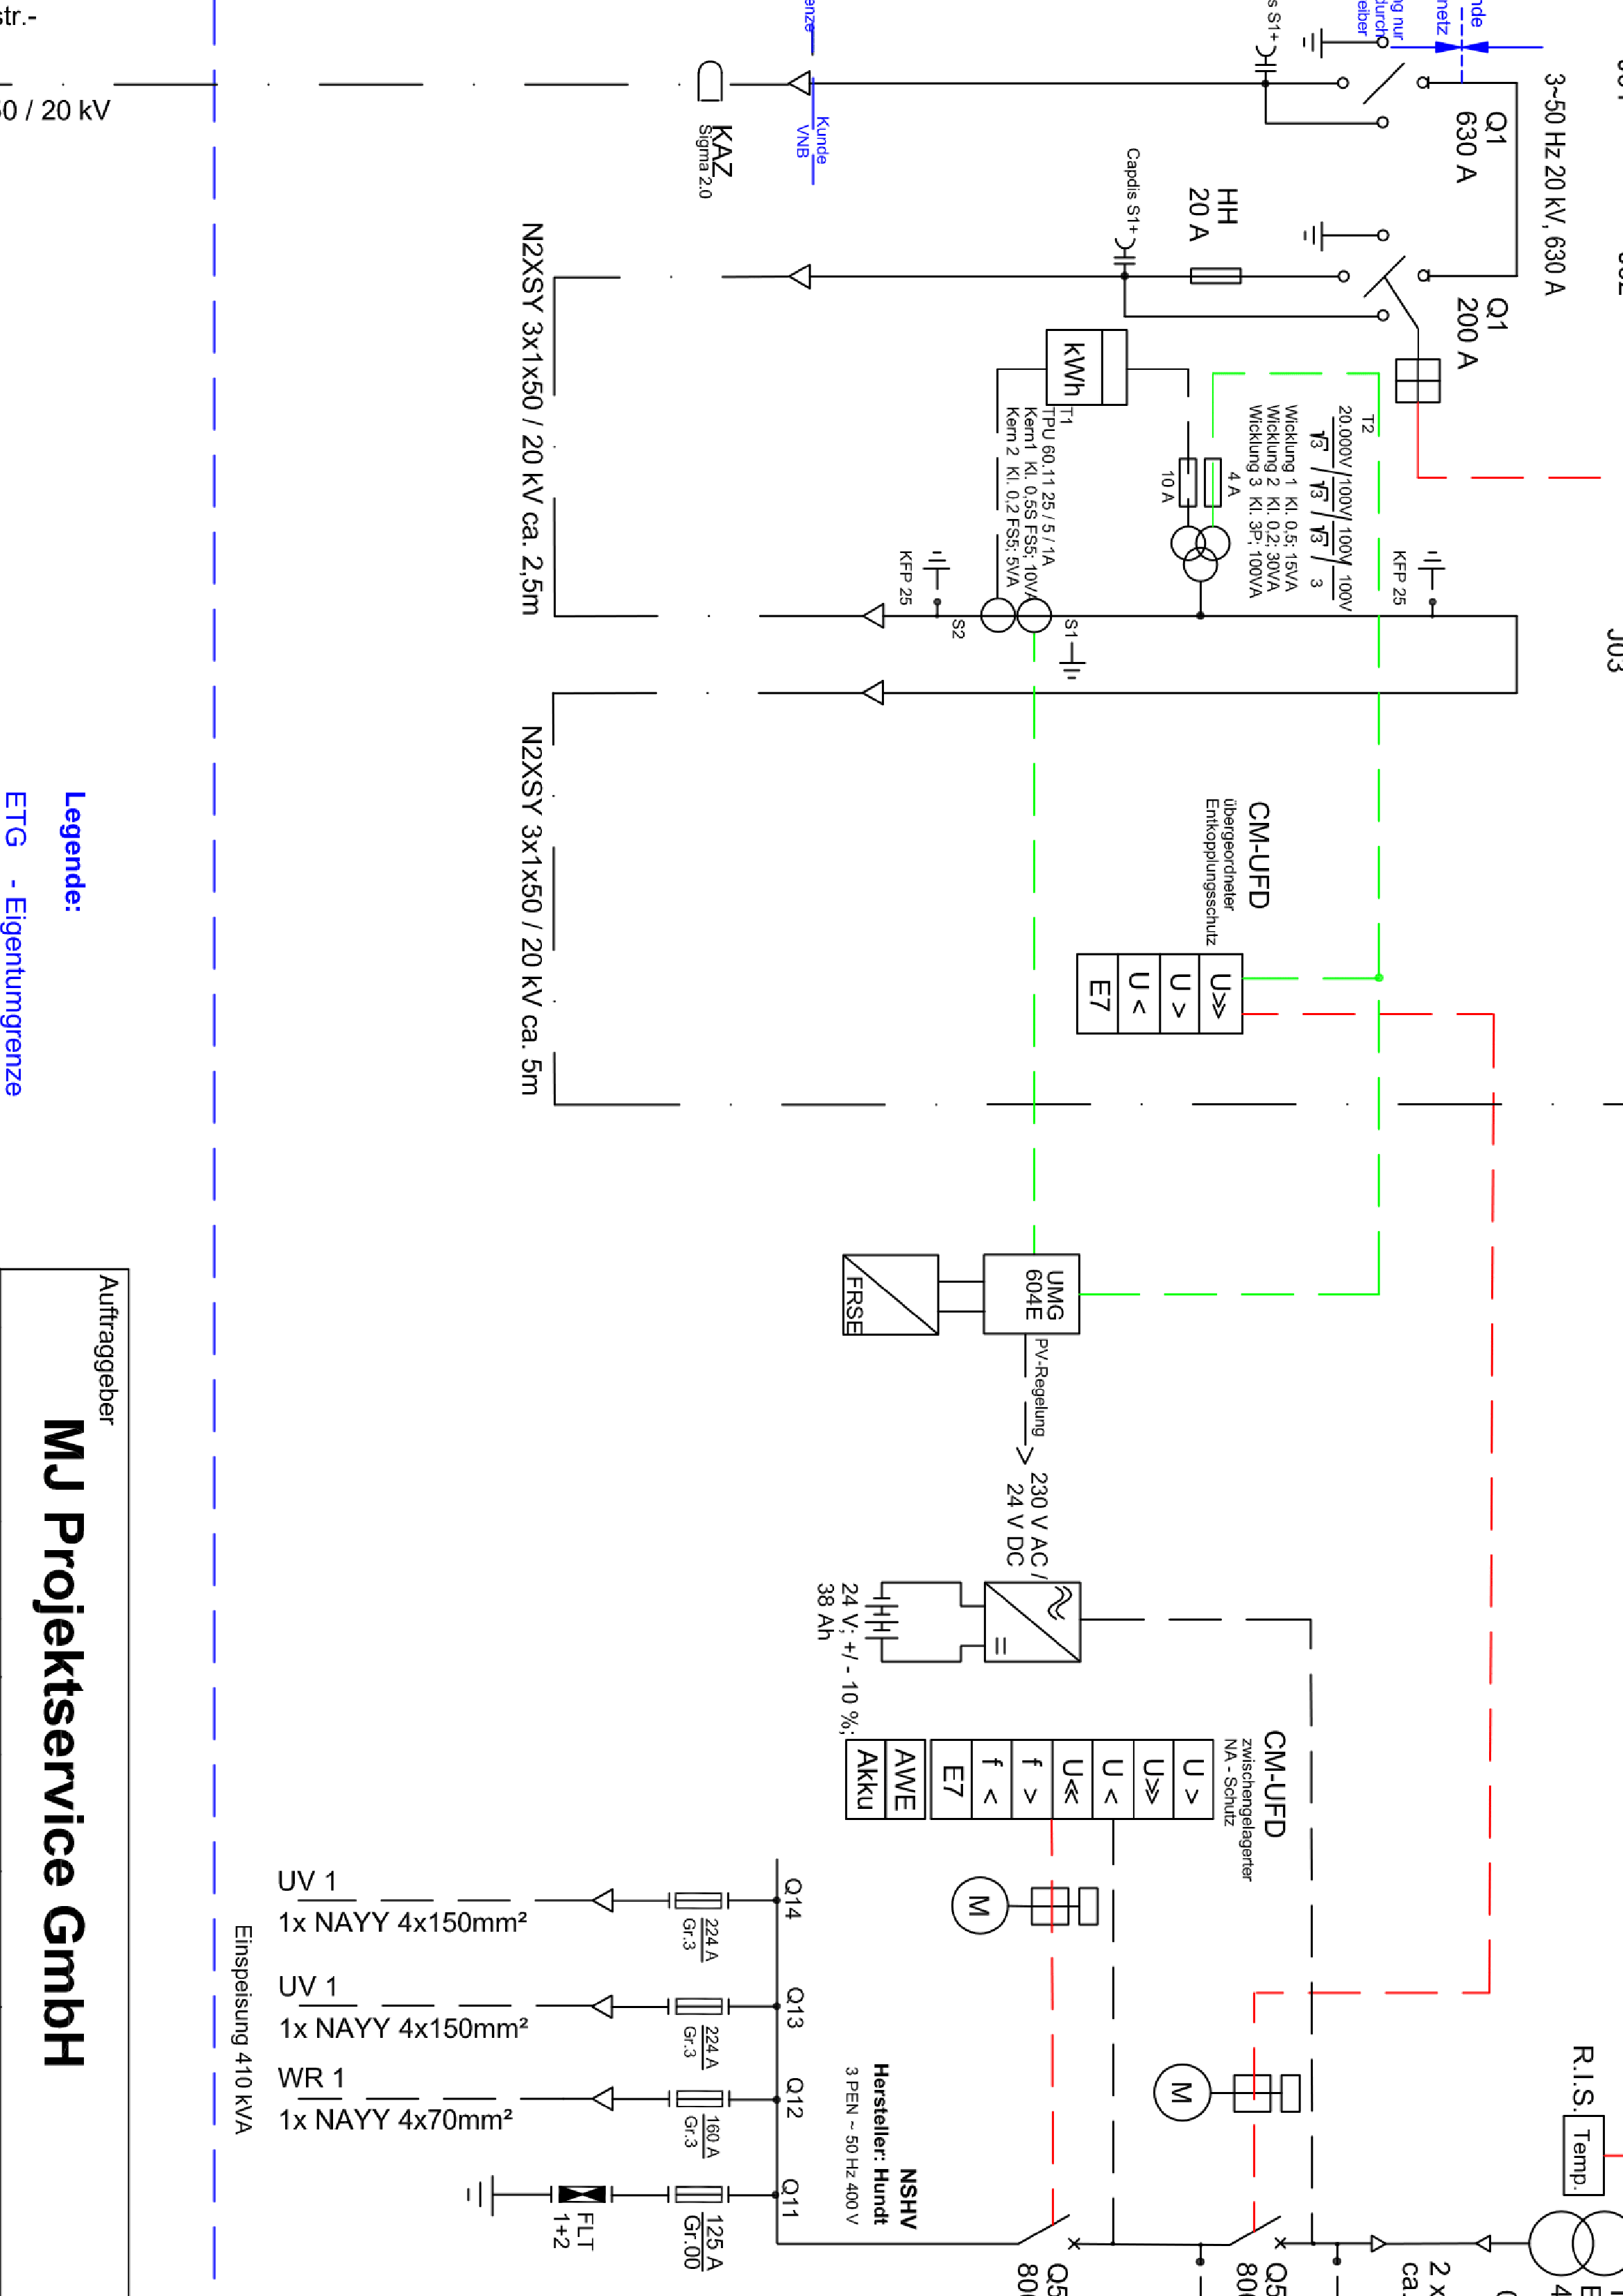 3~50 Hz 20 kV, 630 A
J03
Q1
630 A
Q1
200 A
HH
20 A
Capdis S1+
s S1+
nde
netz
ng nur
durch
eiber
enze
Kunde
VNB
KAZ
Sigma 2.0
str.-
0 / 20 kV
kWh
T2
20.000V/100V/100V/100V
√3 / √3 / √3 / 3
Wicklung 1 Kl. 0,5; 15VA
Wicklung 2 Kl. 0,2; 30VA
Wicklung 3 Kl. 3P; 100VA
4 A
10 A
T1
TPU 60.11 25 / 5 / 1A
Kern1 Kl. 0,5S FS5; 10VA
Kern 2 Kl. 0,2 FS5; 5VA
KFP 25
KFP 25
S1
S2
N2XSY 3x1x50 / 20 kV ca. 2,5m
N2XSY 3x1x50 / 20 kV ca. 5m
CM-UFD
übergeordneter
Entkopplungsschutz
U>>
U >
U <
E7
UMG
604E
FRSE
PV-Regelung
230 V AC /
24 V DC
24 V; +/ - 10 %;
38 Ah
CM-UFD
zwischengelagerter
NA - Schutz
U >
U>>
U <
U<<
f >
f <
E7
AWE
Akku
M
M
R.I.S.
Temp.
2 x
ca.
Q5
800
Q5
800
NSHV
Hersteller: Hundt
3 PEN ~ 50 Hz 400 V
Q14
Q13
Q12
Q11
224 A
Gr.3
224 A
Gr.3
160 A
Gr.3
125 A
Gr.00
FLT
1+2
UV 1
1x NAYY 4x150mm²
UV 1
1x NAYY 4x150mm²
WR 1
1x NAYY 4x70mm²
Einspeisung 410 kVA
Legende:
ETG - Eigentumgrenze
Auftraggeber
MJ Projektservice GmbH